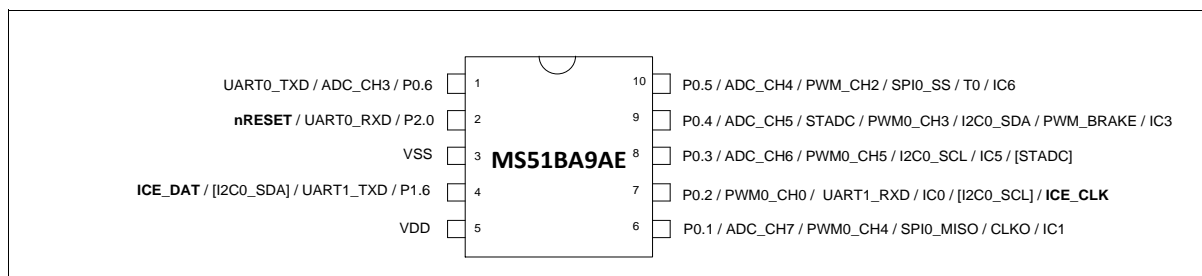 UART0_TXD / ADC_CH3 / P0.6 1 10 P0.5 / ADC_CH4 / PWM_CH2 / SPI0_SS / T0 / IC6
nRESET / UART0_RXD / P2.0 2 9 P0.4 / ADC_CH5 / STADC / PWM0_CH3 / I2C0_SDA / PWM_BRAKE / IC3
VSS 3 MS51BA9AE 8 P0.3 / ADC_CH6 / PWM0_CH5 / I2C0_SCL / IC5 / [STADC]
ICE_DAT / [I2C0_SDA] / UART1_TXD / P1.6 4 7 P0.2 / PWM0_CH0 / UART1_RXD / IC0 / [I2C0_SCL] / ICE_CLK
VDD 5 6 P0.1 / ADC_CH7 / PWM0_CH4 / SPI0_MISO / CLKO / IC1